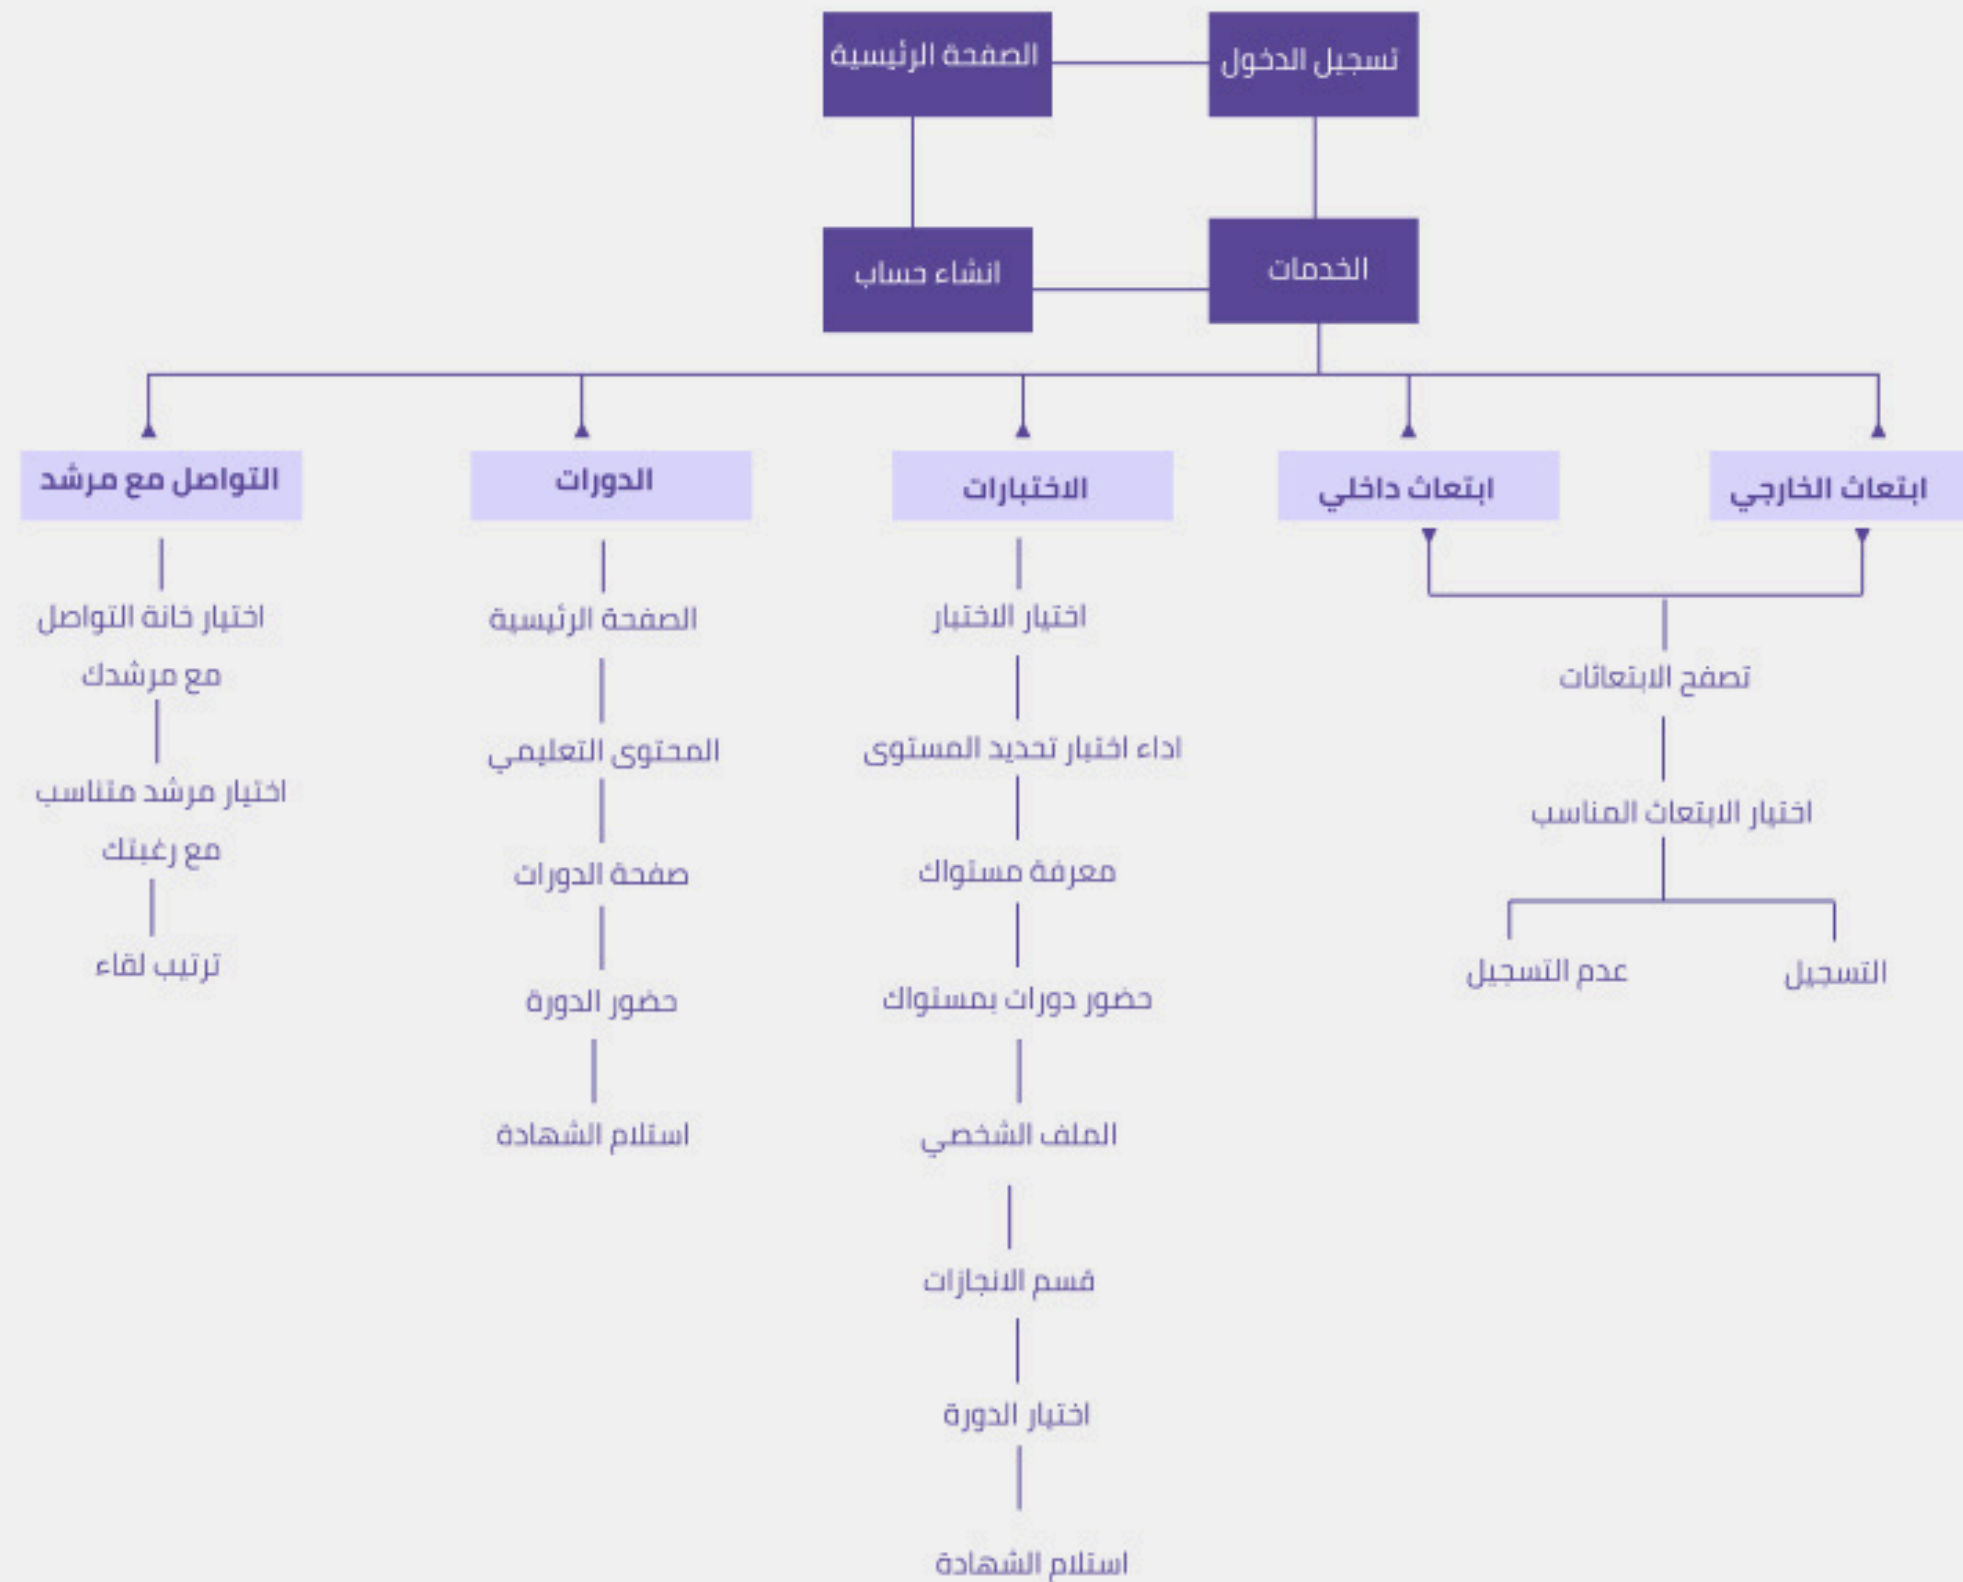 تسجيل الدخول
الصفحة الرئيسية
الخدمات
انشاء حساب
ابتعاث الخارجي
ابتعاث داخلي
الاختبارات
الدورات
التواصل مع مرشد
تصفح الابتعاثات
اختيار الابتعاث المناسب
التسجيل
عدم التسجيل
اختيار الاختبار
اداء اختبار تحديد المستوى
معرفة مستواك
حضور دورات بمستواك
الملف الشخصي
قسم الانجازات
اختيار الدورة
استلام الشهادة
الصفحة الرئيسية
المحتوى التعليمي
صفحة الدورات
حضور الدورة
استلام الشهادة
اختيار خانة التواصل
مع مرشدك
اختيار مرشد متناسب
مع رغبتك
ترتيب لقاء